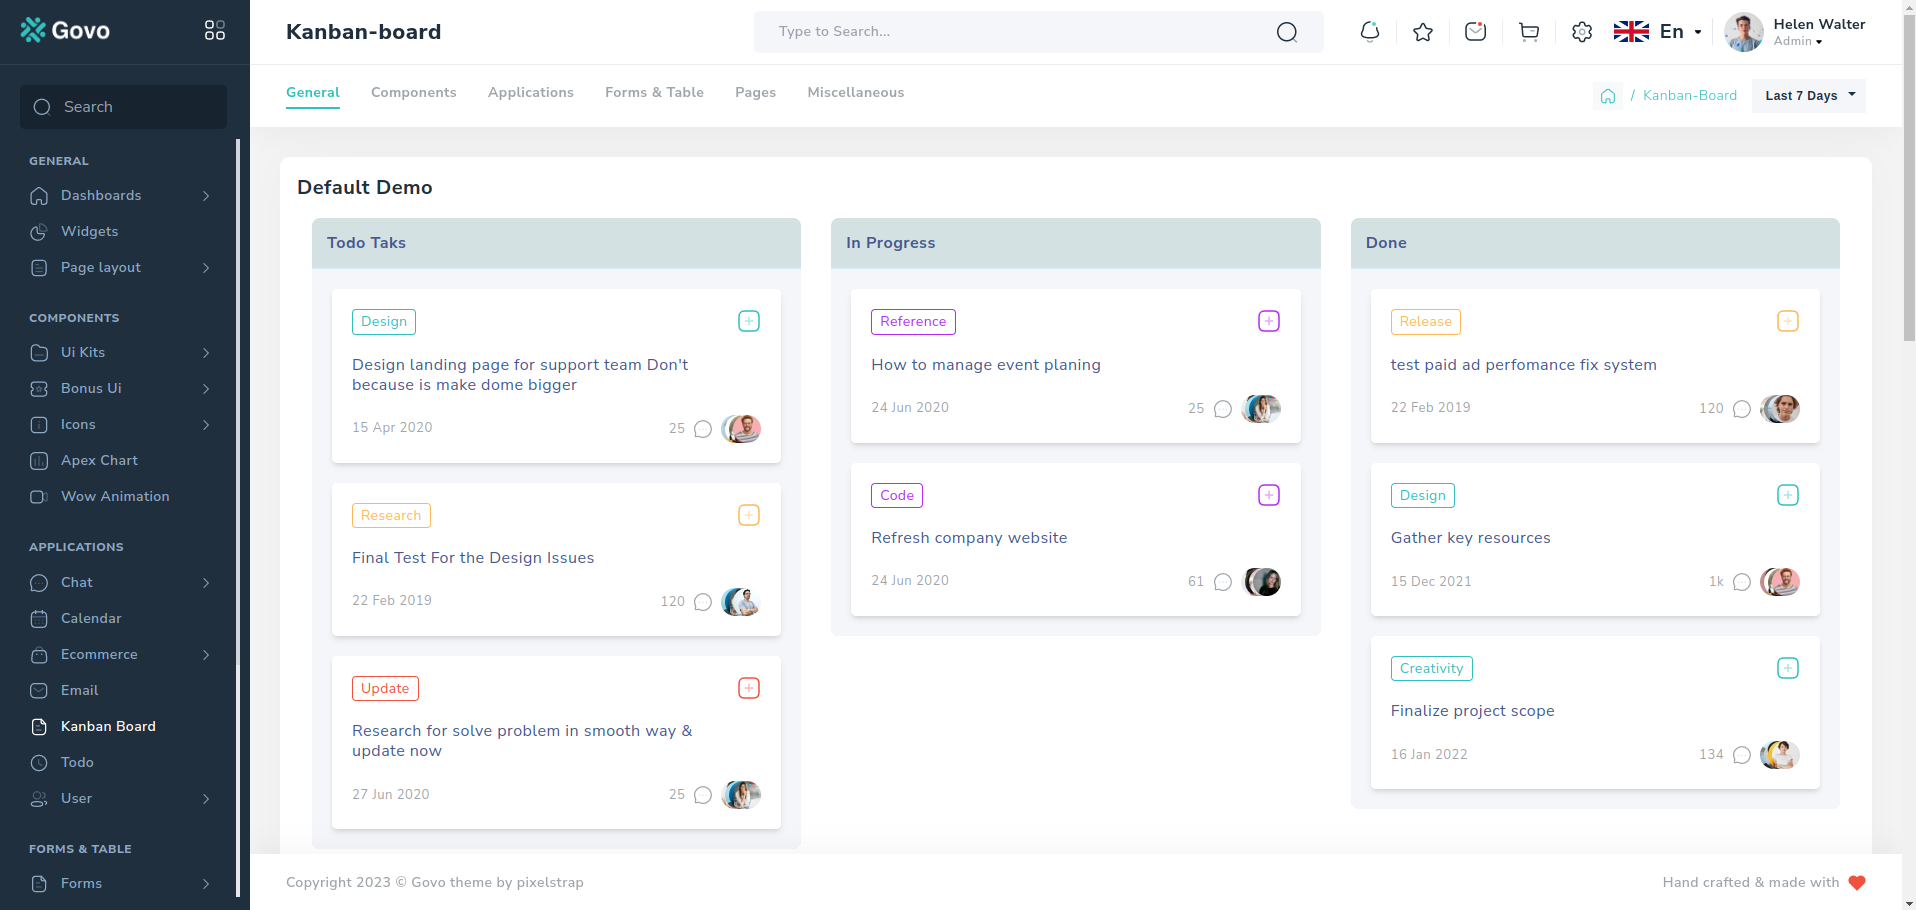 Govo
Search
GENERAL
Dashboards
Widgets
Page layout
COMPONENTS
Ui Kits
Bonus Ui
Icons
Apex Chart
Wow Animation
APPLICATIONS
Chat
Calendar
Ecommerce
Email
Kanban Board
Todo
User
FORMS & TABLE
Forms
Kanban-board
Type to Search...
En
Helen Walter
Admin
General Components Applications Forms & Table Pages Miscellaneous
/ Kanban-Board
Last 7 Days
Default Demo
Todo Taks
Design
Design landing page for support team Don't
because is make dome bigger
15 Apr 2020 25
Research
Final Test For the Design Issues
22 Feb 2019 120
Update
Research for solve problem in smooth way &
update now
27 Jun 2020 25
In Progress
Reference
How to manage event planing
24 Jun 2020 25
Code
Refresh company website
24 Jun 2020 61
Done
Release
test paid ad perfomance fix system
22 Feb 2019 120
Design
Gather key resources
15 Dec 2021 1k
Creativity
Finalize project scope
16 Jan 2022 134
Copyright 2023 © Govo theme by pixelstrap
Hand crafted & made with